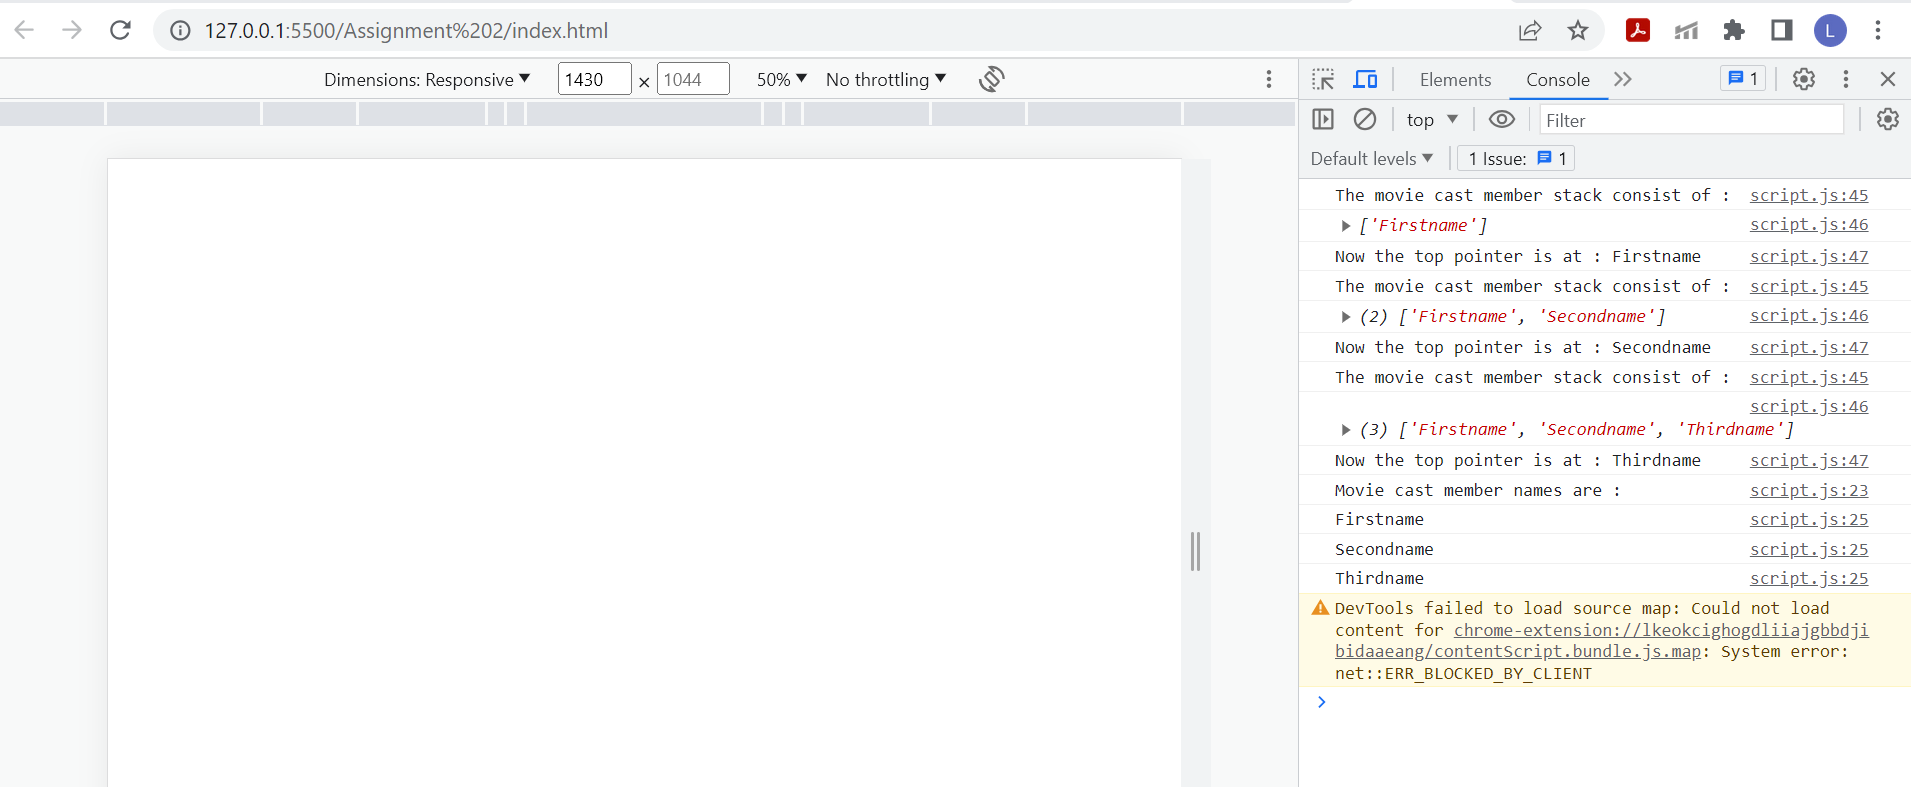 127.0.0.1:5500/Assignment%202/index.html
L
Dimensions: Responsive 1430 × 1044 50% No throttling
Elements Console 1
top Filter
Default levels 1 Issue: 1
The movie cast member stack consist of : script.js:45
['Firstname'] script.js:46
Now the top pointer is at : Firstname script.js:47
The movie cast member stack consist of : script.js:45
(2) ['Firstname', 'Secondname'] script.js:46
Now the top pointer is at : Secondname script.js:47
The movie cast member stack consist of : script.js:45
script.js:46
(3) ['Firstname', 'Secondname', 'Thirdname']
Now the top pointer is at : Thirdname script.js:47
Movie cast member names are : script.js:23
Firstname script.js:25
Secondname script.js:25
Thirdname script.js:25
DevTools failed to load source map: Could not load
content for chrome-extension://lkeokcighogdliiajgbbdji
bidaaeang/contentScript.bundle.js.map: System error:
net::ERR_BLOCKED_BY_CLIENT